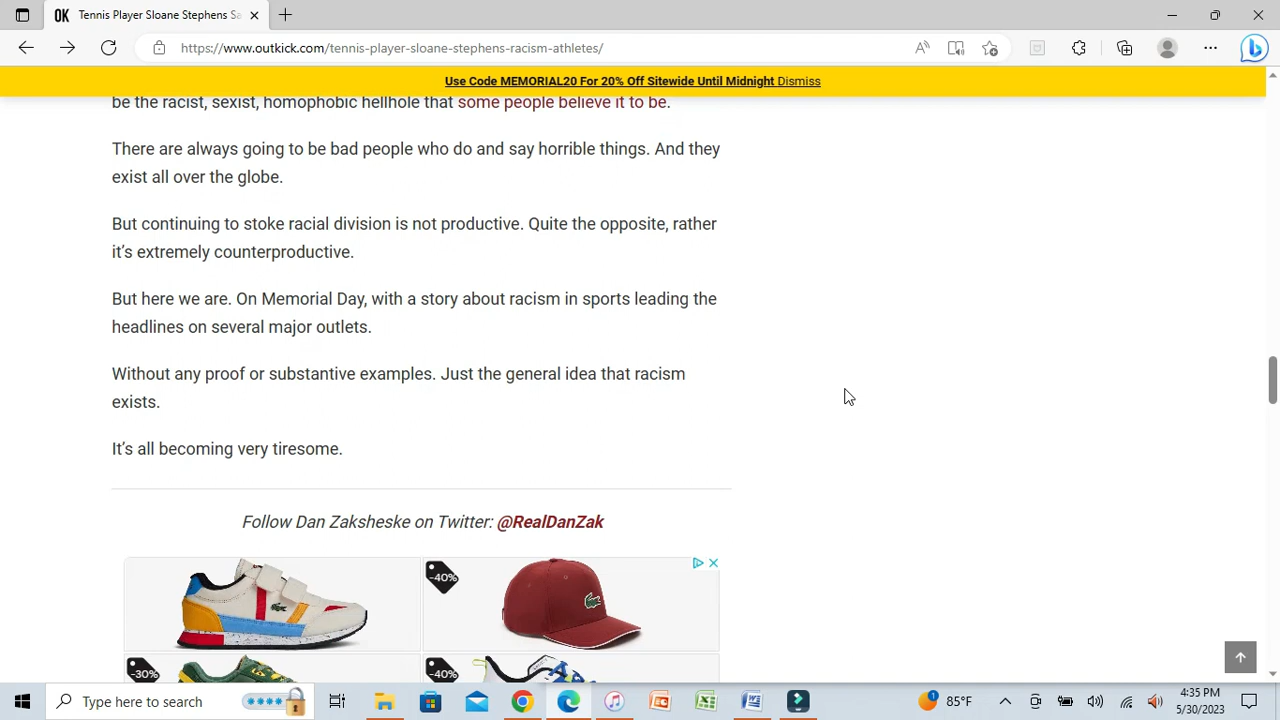 Tennis Player Sloane Stephens Sa
https://www.outkick.com/tennis-player-sloane-stephens-racism-athletes/
Use Code MEMORIAL20 For 20% Off Sitewide Until Midnight Dismiss
be the racist, sexist, homophobic hellhole that some people believe it to be.
There are always going to be bad people who do and say horrible things. And they
exist all over the globe.
But continuing to stoke racial division is not productive. Quite the opposite, rather
it’s extremely counterproductive.
But here we are. On Memorial Day, with a story about racism in sports leading the
headlines on several major outlets.
Without any proof or substantive examples. Just the general idea that racism
exists.
It’s all becoming very tiresome.
Follow Dan Zaksheske on Twitter: @RealDanZak
-40%
-30%
-40%
Type here to search
85°F
4:35 PM
5/30/2023